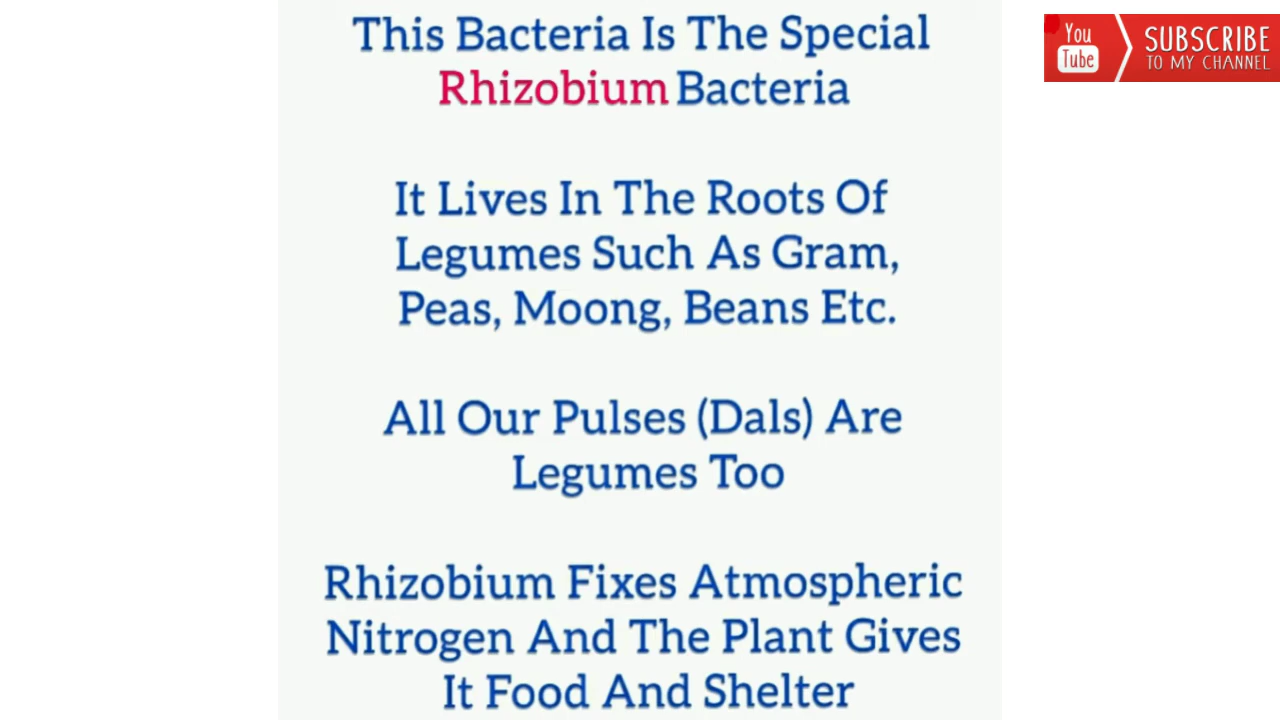 This Bacteria Is The Special
Rhizobium Bacteria
It Lives In The Roots Of
Legumes Such As Gram,
Peas, Moong, Beans Etc.
All Our Pulses (Dals) Are
Legumes Too
Rhizobium Fixes Atmospheric
Nitrogen And The Plant Gives
It Food And Shelter
You
Tube
SUBSCRIBE
TO MY CHANNEL